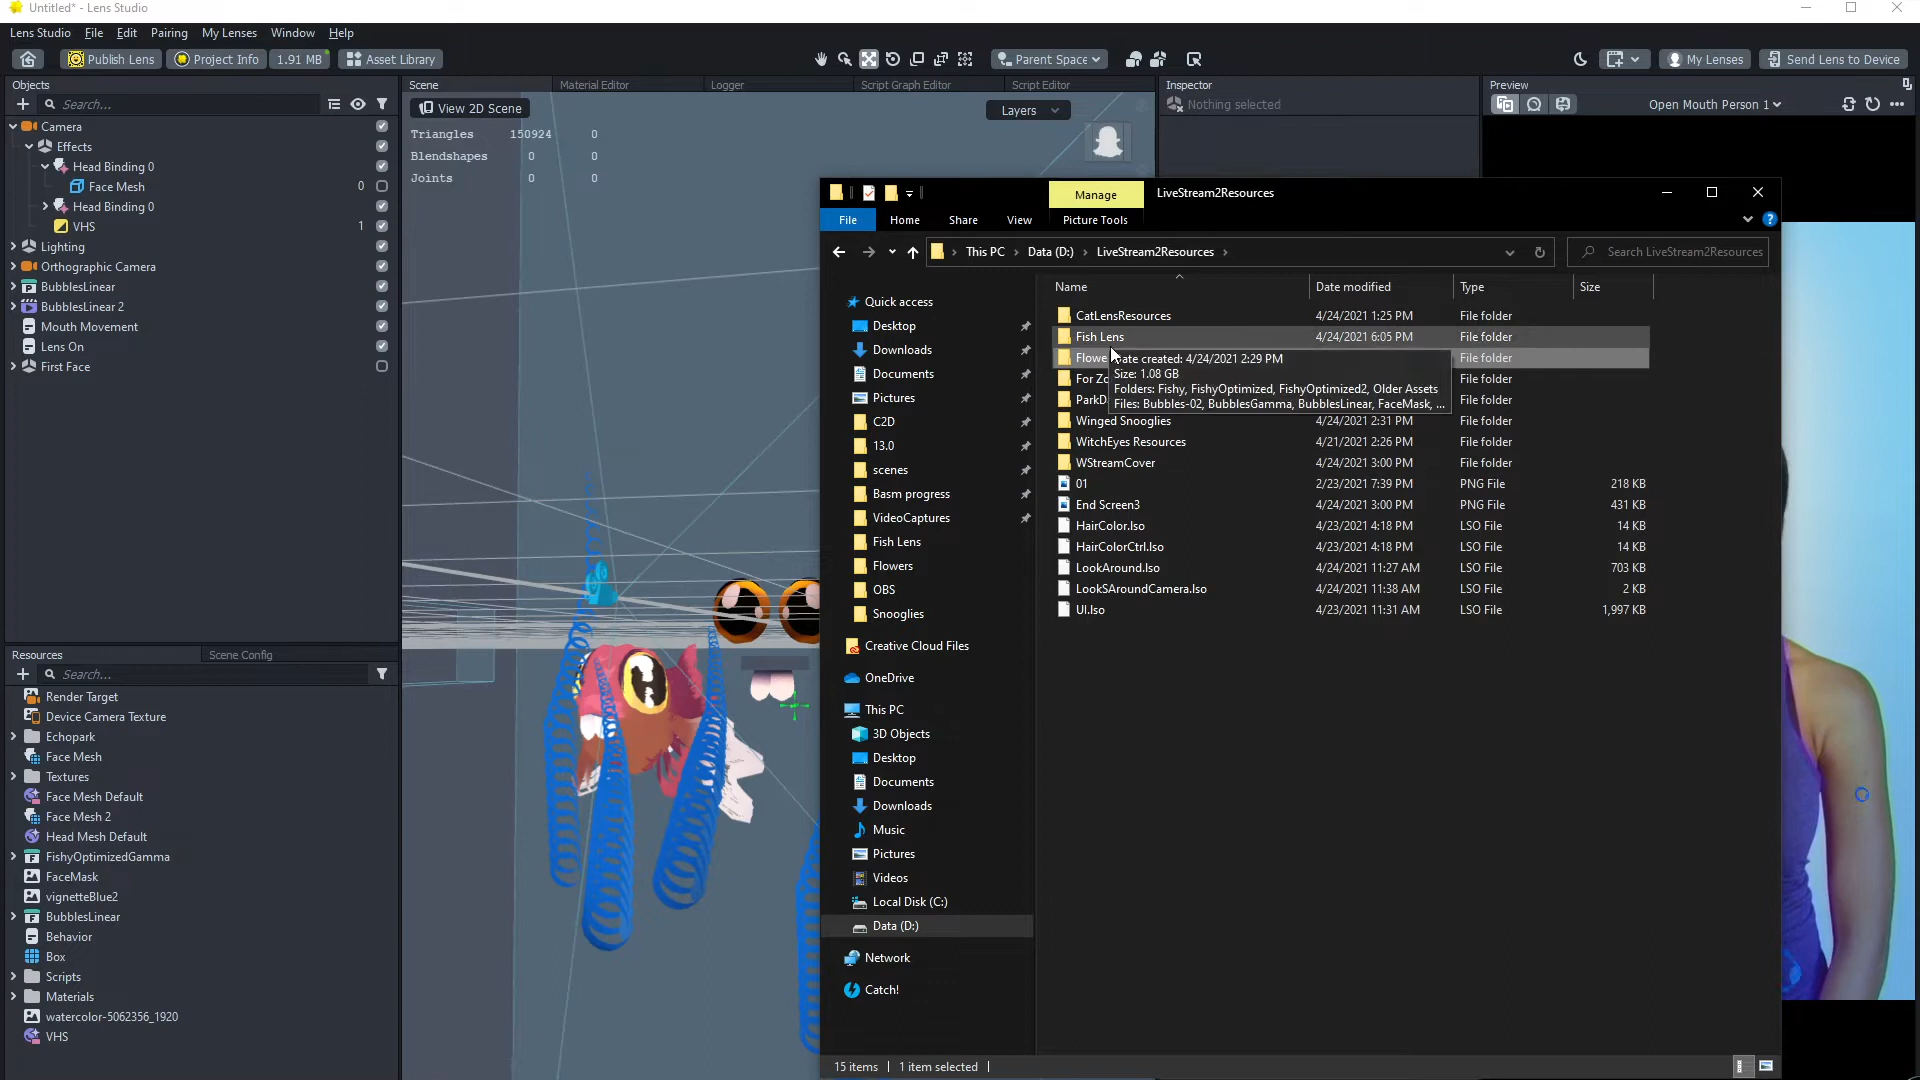 Untitled* - Lens Studio
Lens Studio File Edit Pairing My Lenses Window Help
Publish Lens Project Info 1.91 MB Asset Library Parent Space My Lenses Send Lens to Device
Objects
Search...
Camera
Effects
Head Binding 0
Face Mesh 0
Head Binding 0
VHS 1
Lighting
Orthographic Camera
BubblesLinear
BubblesLinear 2
Mouth Movement
Lens On
First Face
Resources Scene Config
Search...
Render Target
Device Camera Texture
Echopark
Face Mesh
Textures
Face Mesh Default
Face Mesh 2
Head Mesh Default
FishyOptimizedGamma
FaceMask
vignetteBlue2
BubblesLinear
Behavior
Box
Scripts
Materials
watercolor-5062356_1920
VHS
Scene Material Editor Logger Script Graph Editor Script Editor
View 2D Scene Layers
Triangles 150924 0
Blendshapes 0 0
Joints 0 0
Inspector
Nothing selected
Preview
Open Mouth Person 1
Manage LiveStream2Resources
File Home Share View Picture Tools
This PC Data (D:) LiveStream2Resources
Search LiveStream2Resources
Quick access
Desktop
Downloads
Documents
Pictures
C2D
13.0
scenes
Basm progress
VideoCaptures
Fish Lens
Flowers
OBS
Snooglies
Creative Cloud Files
OneDrive
This PC
3D Objects
Desktop
Documents
Downloads
Music
Pictures
Videos
Local Disk (C:)
Data (D:)
Network
Catch!
Name Date modified Type Size
CatLensResources 4/24/2021 1:25 PM File folder
Fish Lens 4/24/2021 6:05 PM File folder
Flowe File folder
For Zo File folder
ParkD File folder
Date created: 4/24/2021 2:29 PM
Size: 1.08 GB
Folders: Fishy, FishyOptimized, FishyOptimized2, Older Assets
Files: Bubbles-02, BubblesGamma, BubblesLinear, FaceMask, ...
Winged Snooglies 4/24/2021 2:31 PM File folder
WitchEyes Resources 4/21/2021 2:26 PM File folder
WStreamCover 4/24/2021 3:00 PM File folder
01 2/23/2021 7:39 PM PNG File 218 KB
End Screen3 4/24/2021 3:00 PM PNG File 431 KB
HairColor.lso 4/23/2021 4:18 PM LSO File 14 KB
HairColorCtrl.lso 4/23/2021 4:18 PM LSO File 14 KB
LookAround.lso 4/24/2021 11:27 AM LSO File 703 KB
LookSAroundCamera.lso 4/24/2021 11:38 AM LSO File 2 KB
UI.lso 4/23/2021 11:31 AM LSO File 1,997 KB
15 items 1 item selected